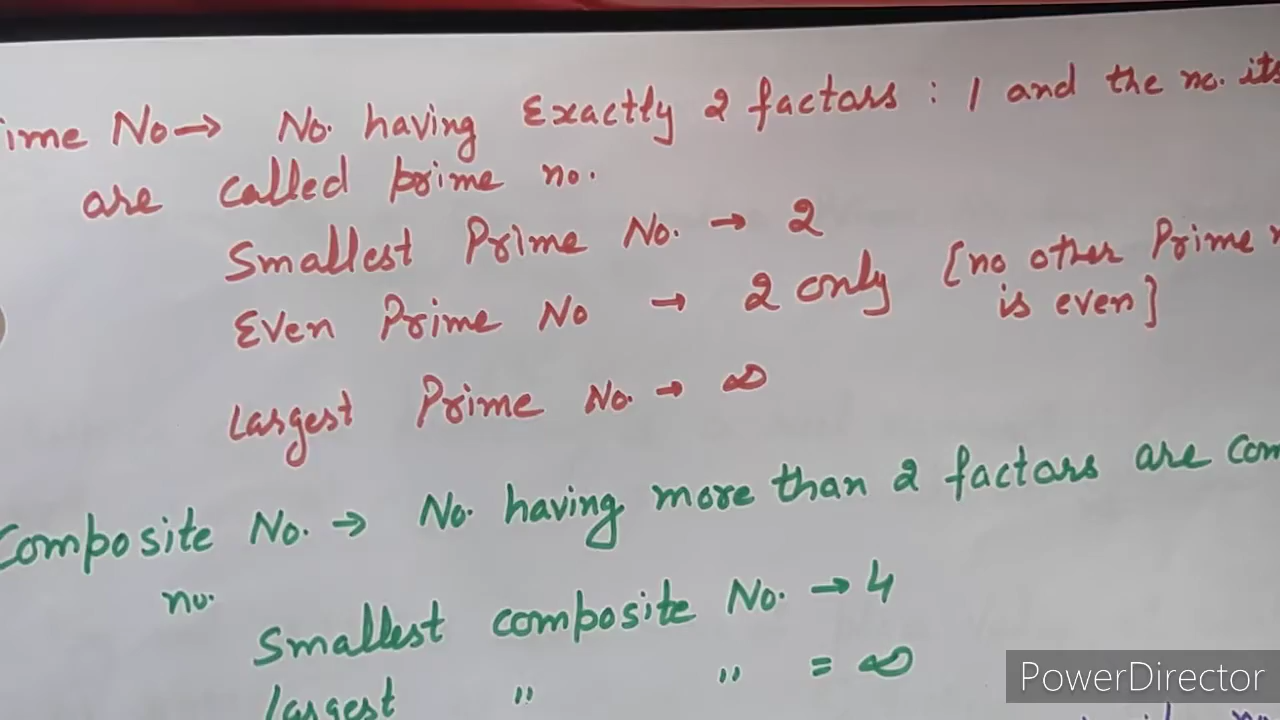 ime No → No. having Exactly 2 factors : 1 and the no. its
are called prime no.
Smallest Prime No. → 2
Even Prime No → 2 only [no other Prime n
is even]
Largest Prime No. → ∞
Composite No. → No. having more than 2 factors are com
no.
Smallest composite No. → 4
largest " " = ∞
PowerDirector